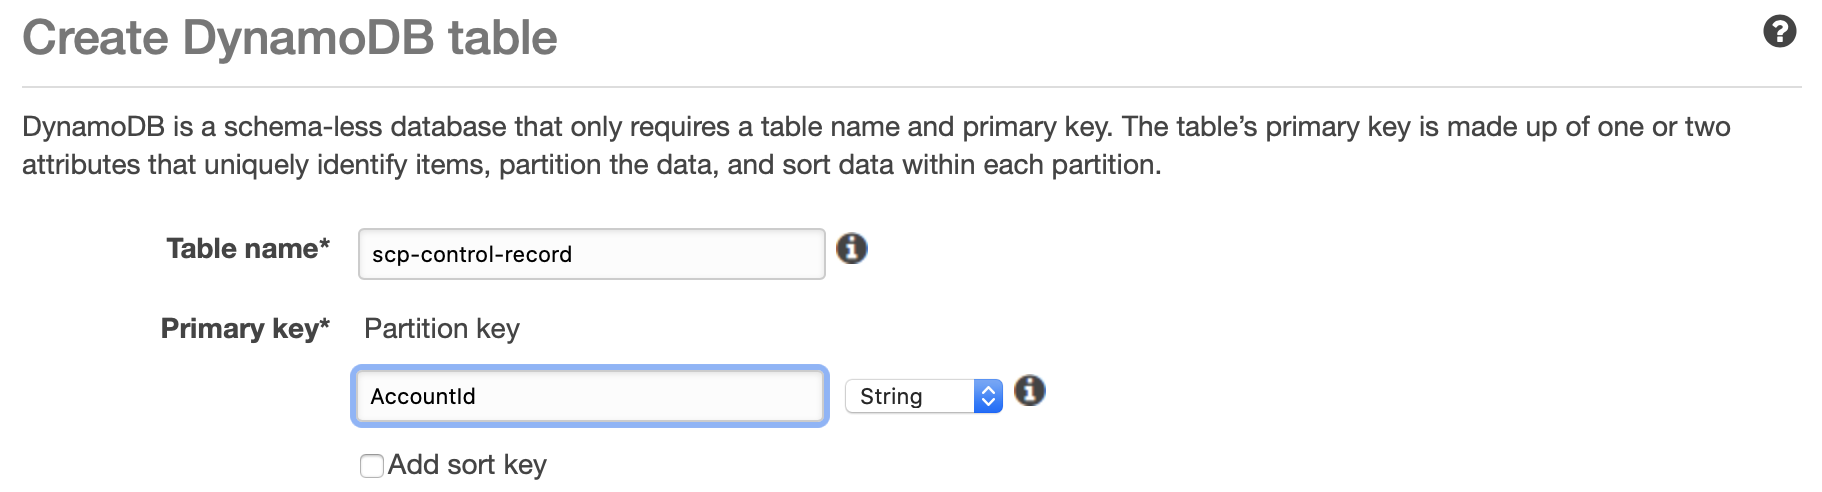 Create DynamoDB table
DynamoDB is a schema-less database that only requires a table name and primary key. The table's primary key is made up of one or two
attributes that uniquely identify items, partition the data, and sort data within each partition.
Table name* scp-control-record
Primary key* Partition key
AccountId String
Add sort key